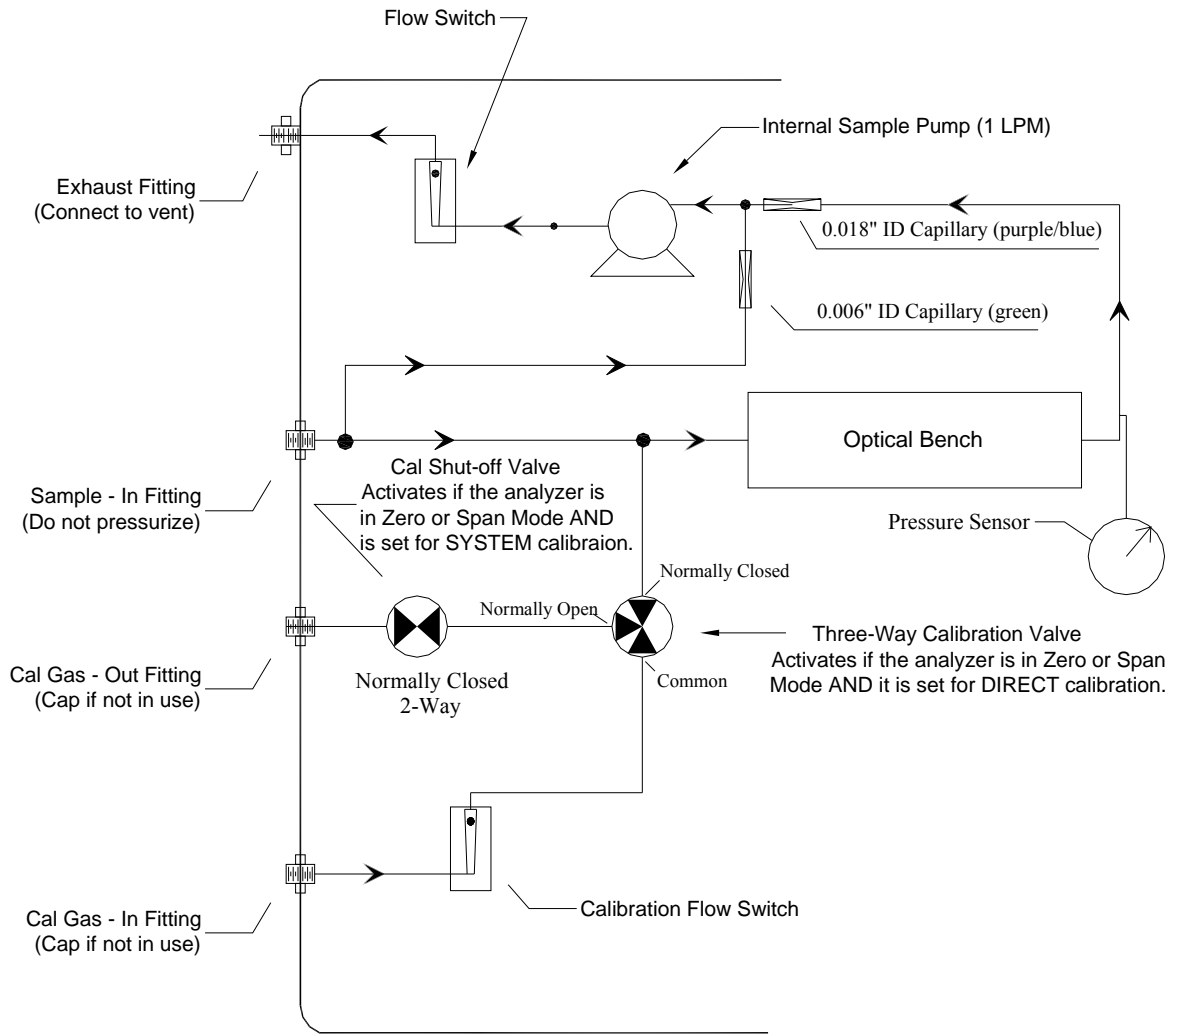 Flow Switch
Internal Sample Pump (1 LPM)
Exhaust Fitting
(Connect to vent)
0.018" ID Capillary (purple/blue)
0.006" ID Capillary (green)
Optical Bench
Cal Shut-off Valve
Activates if the analyzer is
in Zero or Span Mode AND
is set for SYSTEM calibraion.
Sample - In Fitting
(Do not pressurize)
Pressure Sensor
Normally Closed
Normally Open
Three-Way Calibration Valve
Activates if the analyzer is in Zero or Span
Mode AND it is set for DIRECT calibration.
Cal Gas - Out Fitting
(Cap if not in use)
Normally Closed
2-Way
Common
Cal Gas - In Fitting
(Cap if not in use)
Calibration Flow Switch